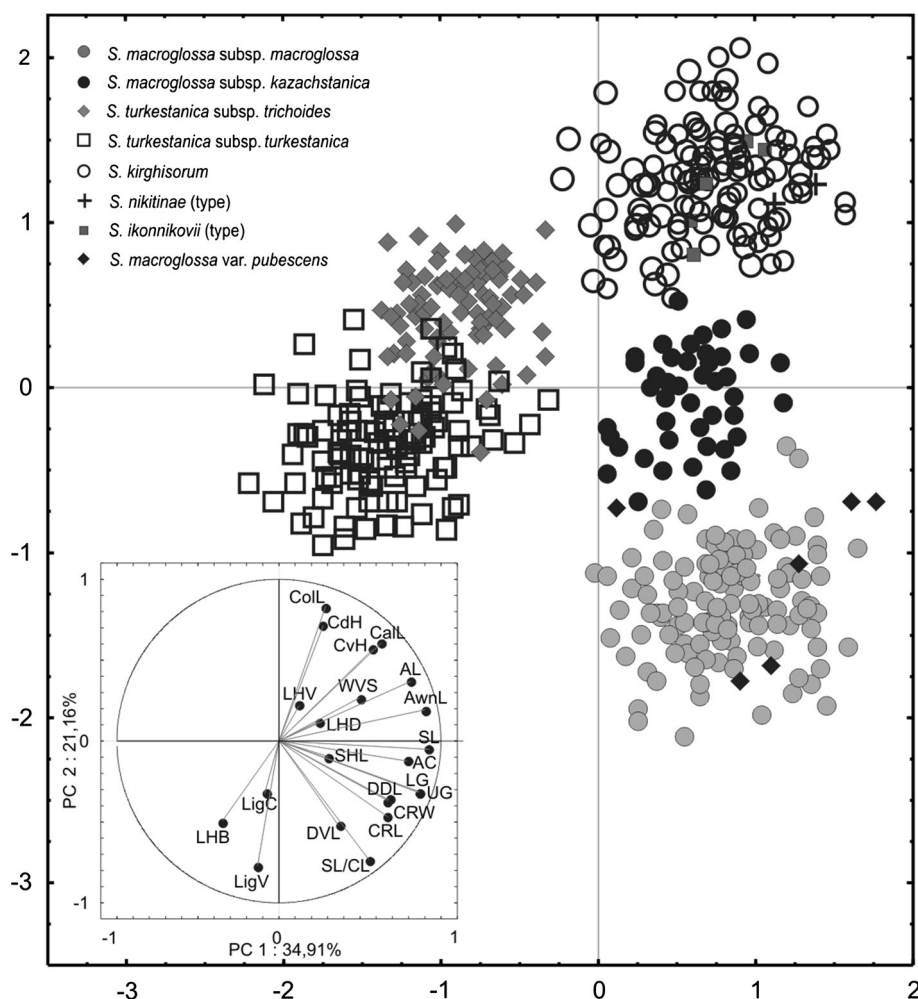 S. macroglossa subsp. macroglossa
S. macroglossa subsp. kazachstanica
S. turkestanica subsp. trichoides
S. turkestanica subsp. turkestanica
S. kirghisorum
S. nikitinae (type)
S. ikonnikovii (type)
S. macroglossa var. pubescens
2
1
0
-1
-2
-3
-3
-2
-1
0
1
2
ColL
CdH
CalL
CvH
AL
WVS
LHV
AwnL
LHD
SL
SHL
AC
LG
UG
DDL
LigC
CRW
LHB
DVL
CRL
SL/CL
LigV
1
0
-1
PC 2 : 21,16%
-1
0
1
PC 1 : 34,91%